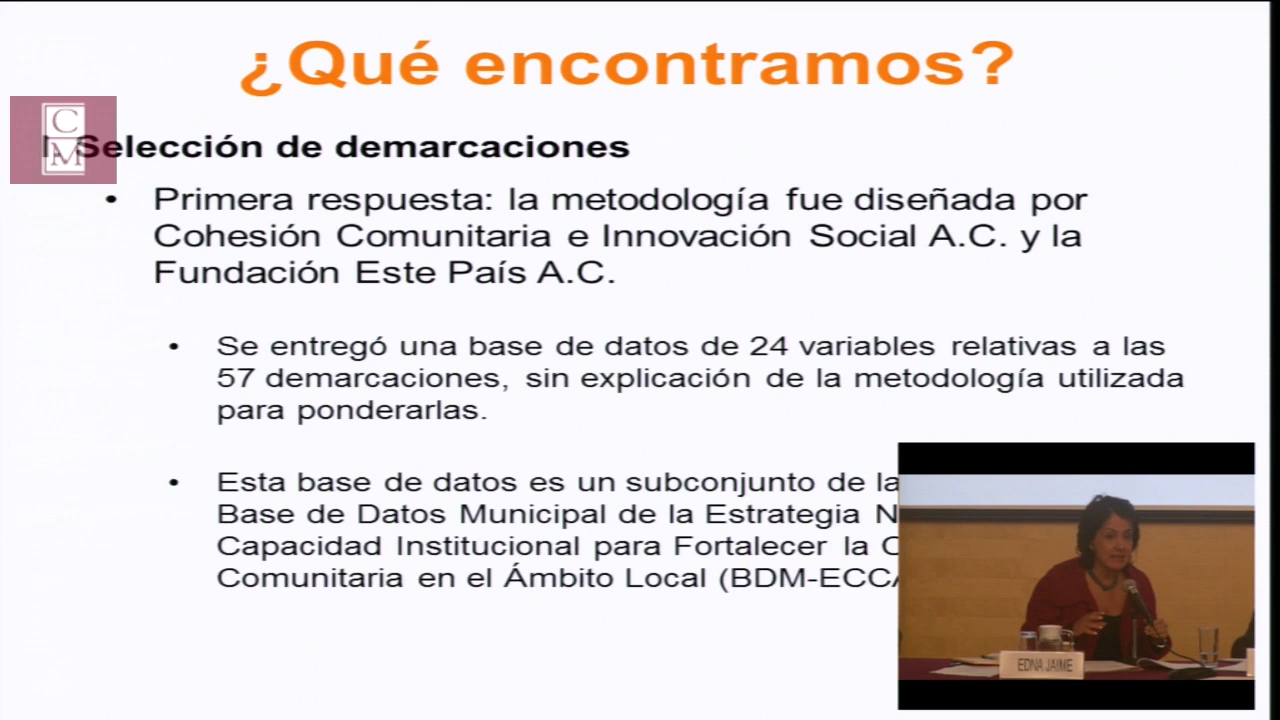 ¿Qué encontramos?
C
M
I. Selección de demarcaciones
• Primera respuesta: la metodología fue diseñada por
Cohesión Comunitaria e Innovación Social A.C. y la
Fundación Este País A.C.
• Se entregó una base de datos de 24 variables relativas a las
57 demarcaciones, sin explicación de la metodología utilizada
para ponderarlas.
• Esta base de datos es un subconjunto de la
Base de Datos Municipal de la Estrategia N
Capacidad Institucional para Fortalecer la C
Comunitaria en el Ámbito Local (BDM-ECCA
EDNA JAIME